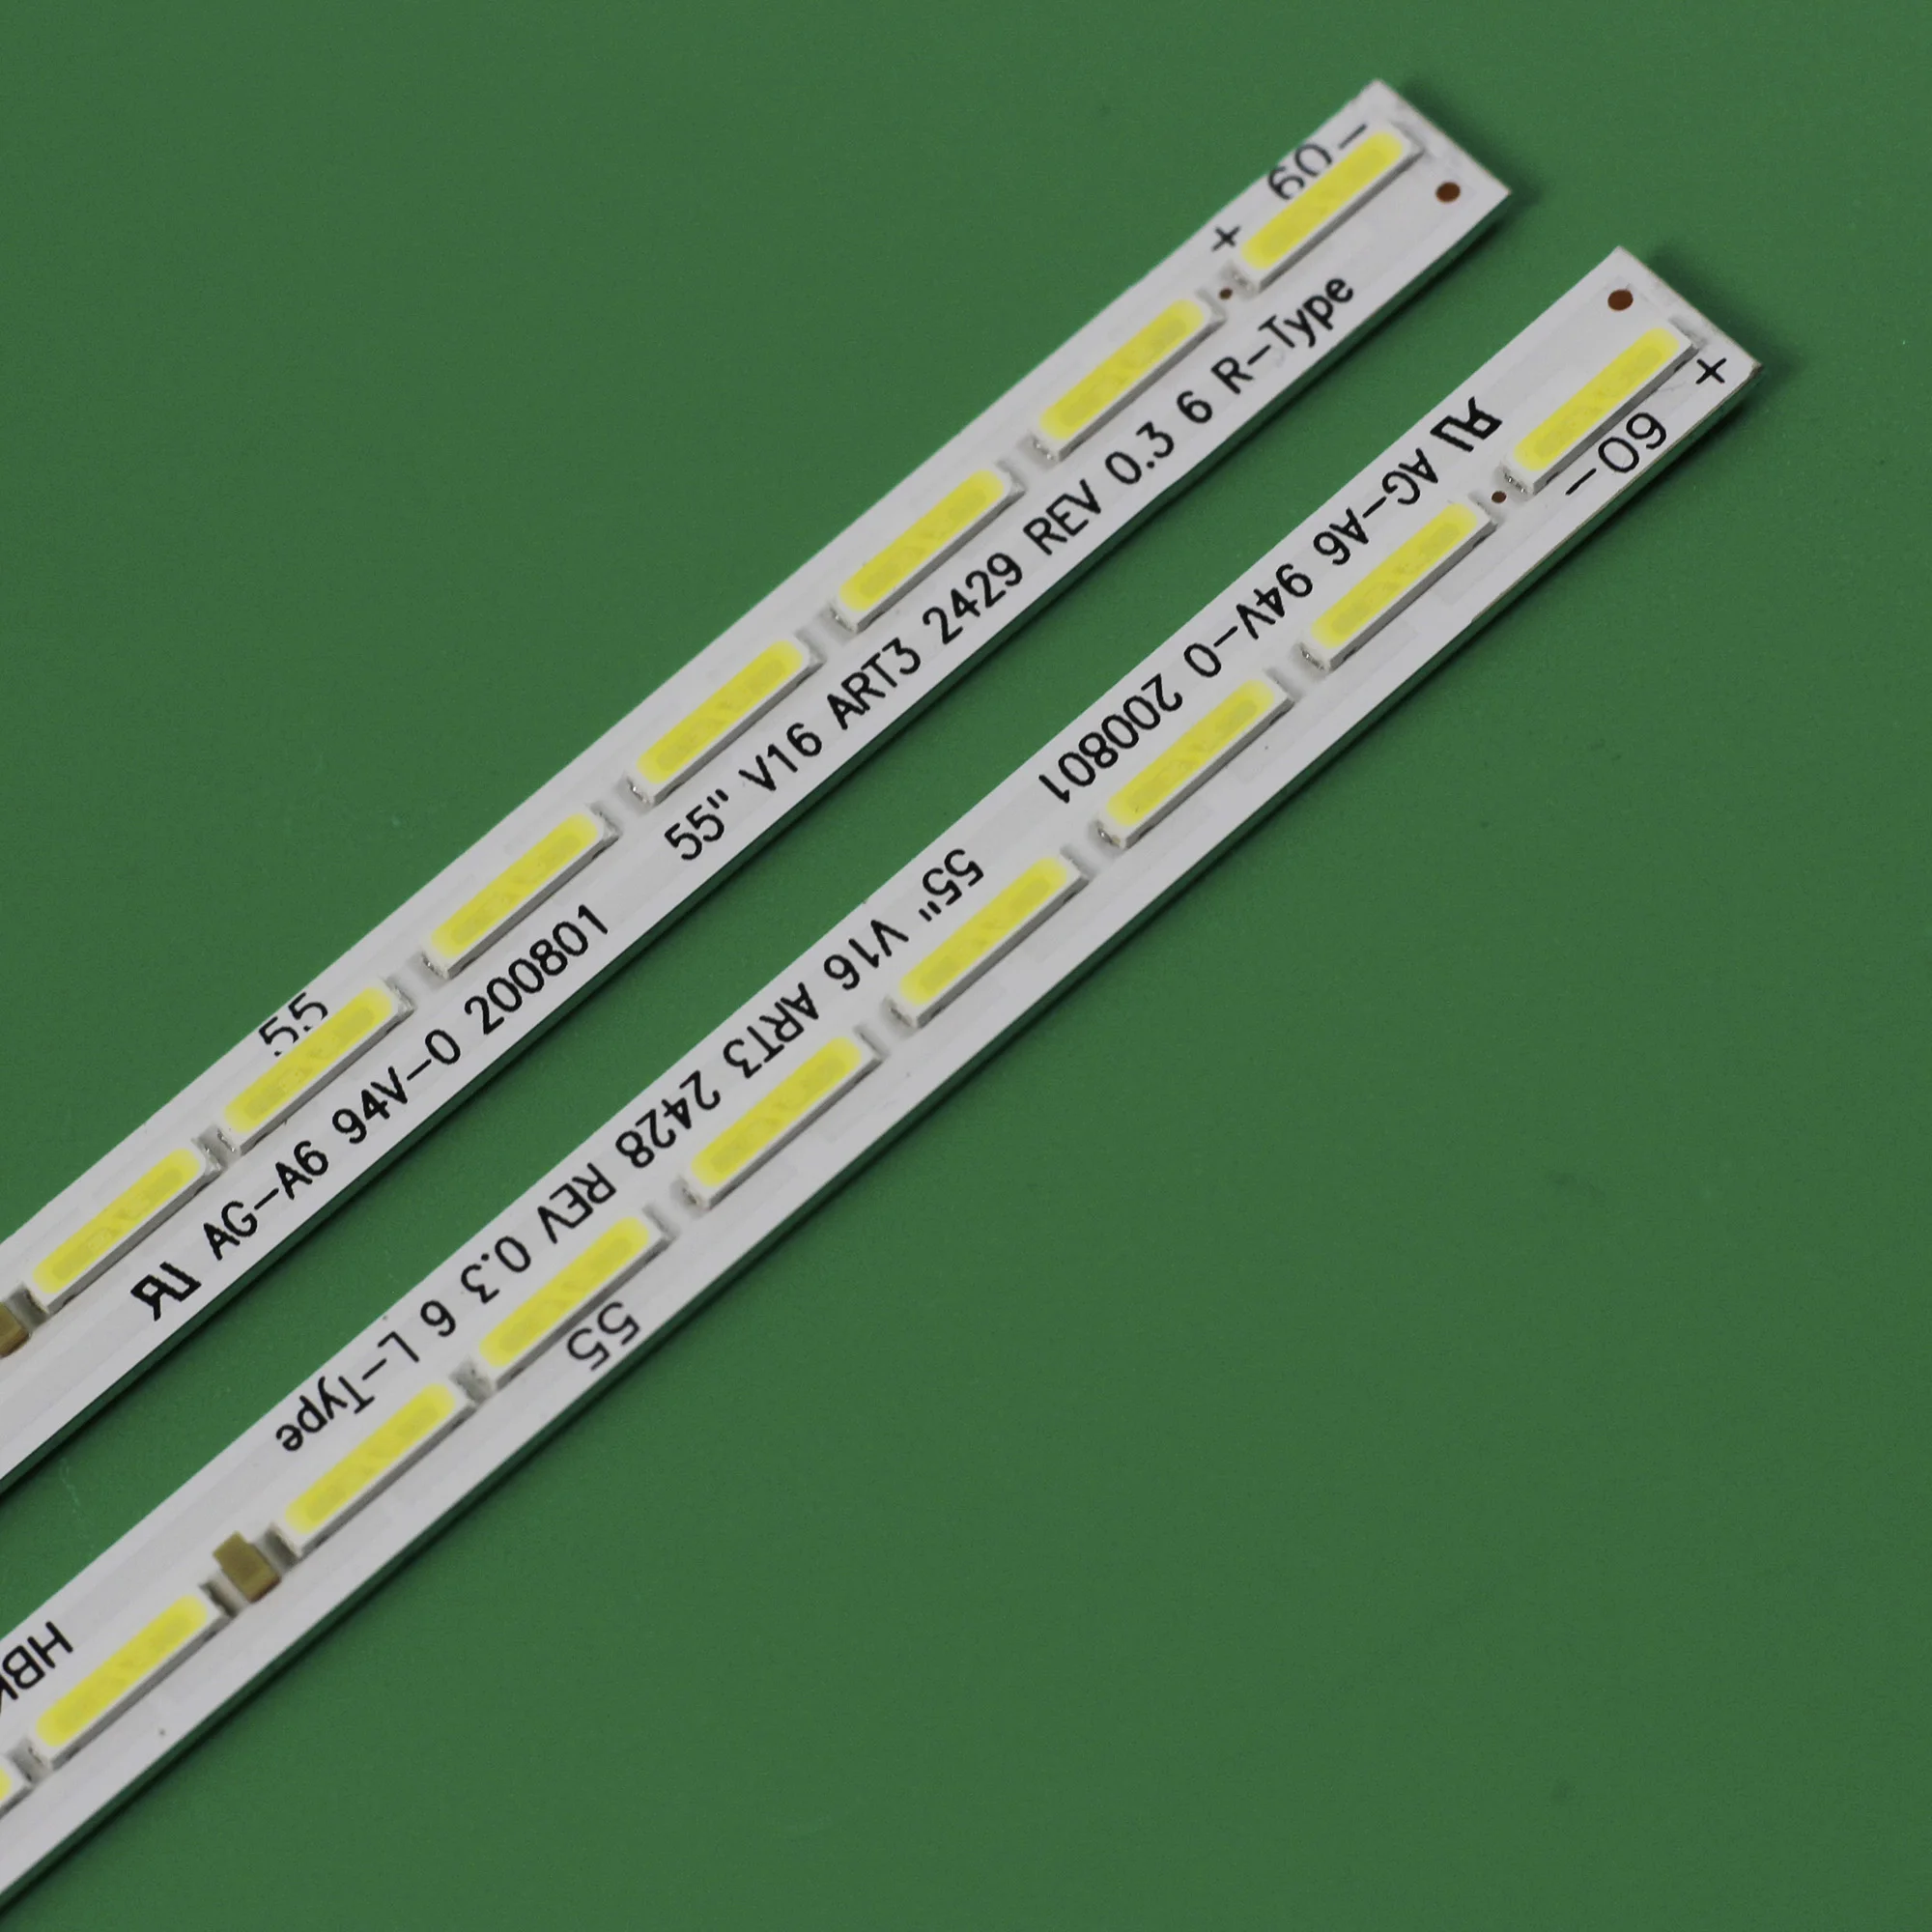 + 60 -
55" V16 ART3 2429 REV 0.3 6 R-Type
55
AG-A6 94V-0 200801
+
60 -
AG-A6 94V-0 200801
55" V16 ART3 2428 REV 0.3 6 L-Type
55